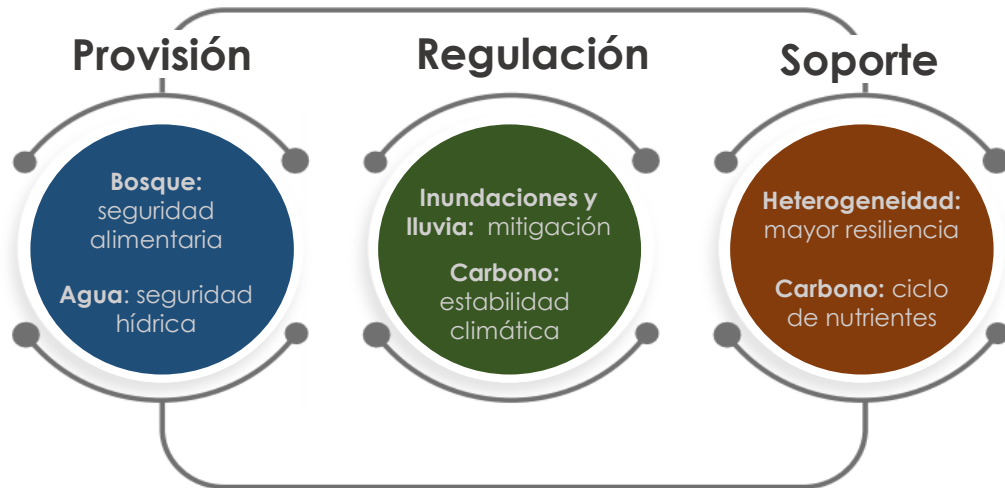 Provisión
Bosque:
seguridad
alimentaria
Agua: seguridad
hídrica
Regulación
Inundaciones y
lluvia: mitigación
Carbono:
estabilidad
climática
Soporte
Heterogeneidad:
mayor resiliencia
Carbono: ciclo
de nutrientes